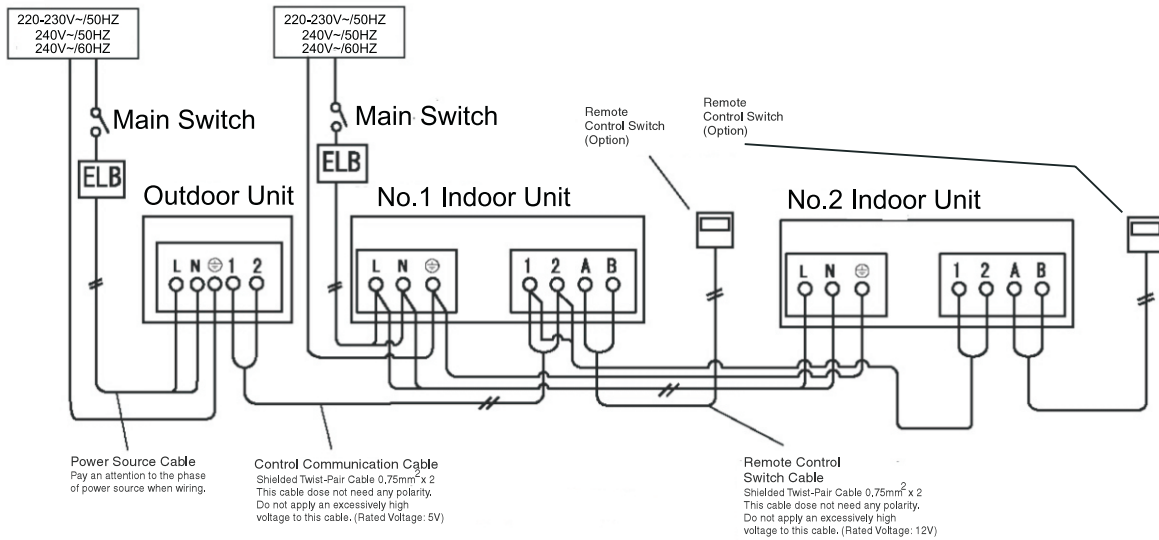 220-230V~/50HZ
240V~/50HZ
240V~/60HZ
220-230V~/50HZ
240V~/50HZ
240V~/60HZ
Main Switch
Main Switch
Remote
Control Switch
(Option)
Remote
Control Switch
(Option)
ELB
ELB
Outdoor Unit
No.1 Indoor Unit
No.2 Indoor Unit
L N ⏚ 1 2
L N ⏚
1 2 A B
L N ⏚
1 2 A B
Power Source Cable
Pay an attention to the phase
of power source when wiring.
Control Communication Cable
Shielded Twist-Pair Cable 0,75mm² x 2
This cable dose not need any polarity.
Do not apply an excessively high
voltage to this cable. (Rated Voltage: 5V)
Remote Control
Switch Cable
Shielded Twist-Pair Cable 0,75mm² x 2
This cable dose not need any polarity.
Do not apply an excessively high
voltage to this cable. (Rated Voltage: 12V)